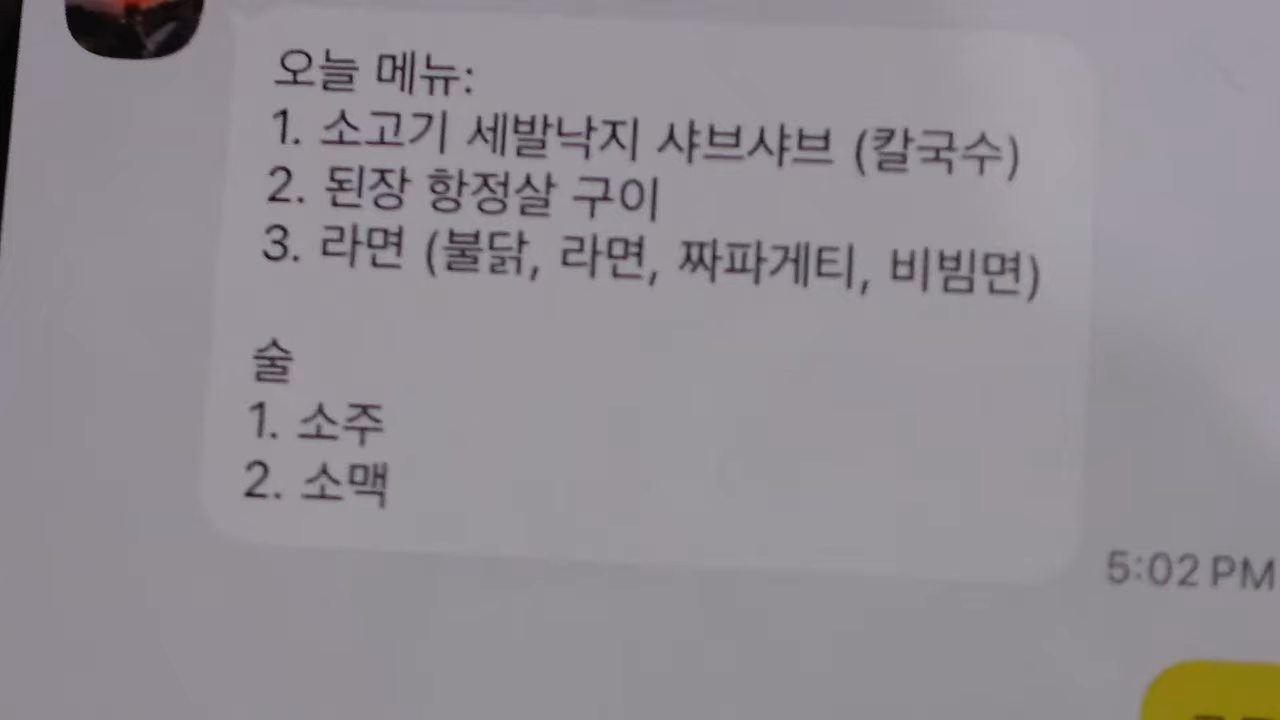 오늘 메뉴:
1. 소고기 세발낙지 샤브샤브 (칼국수)
2. 된장 항정살 구이
3. 라면 (불닭, 라면, 짜파게티, 비빔면)
술
1. 소주
2. 소맥
5:02 PM